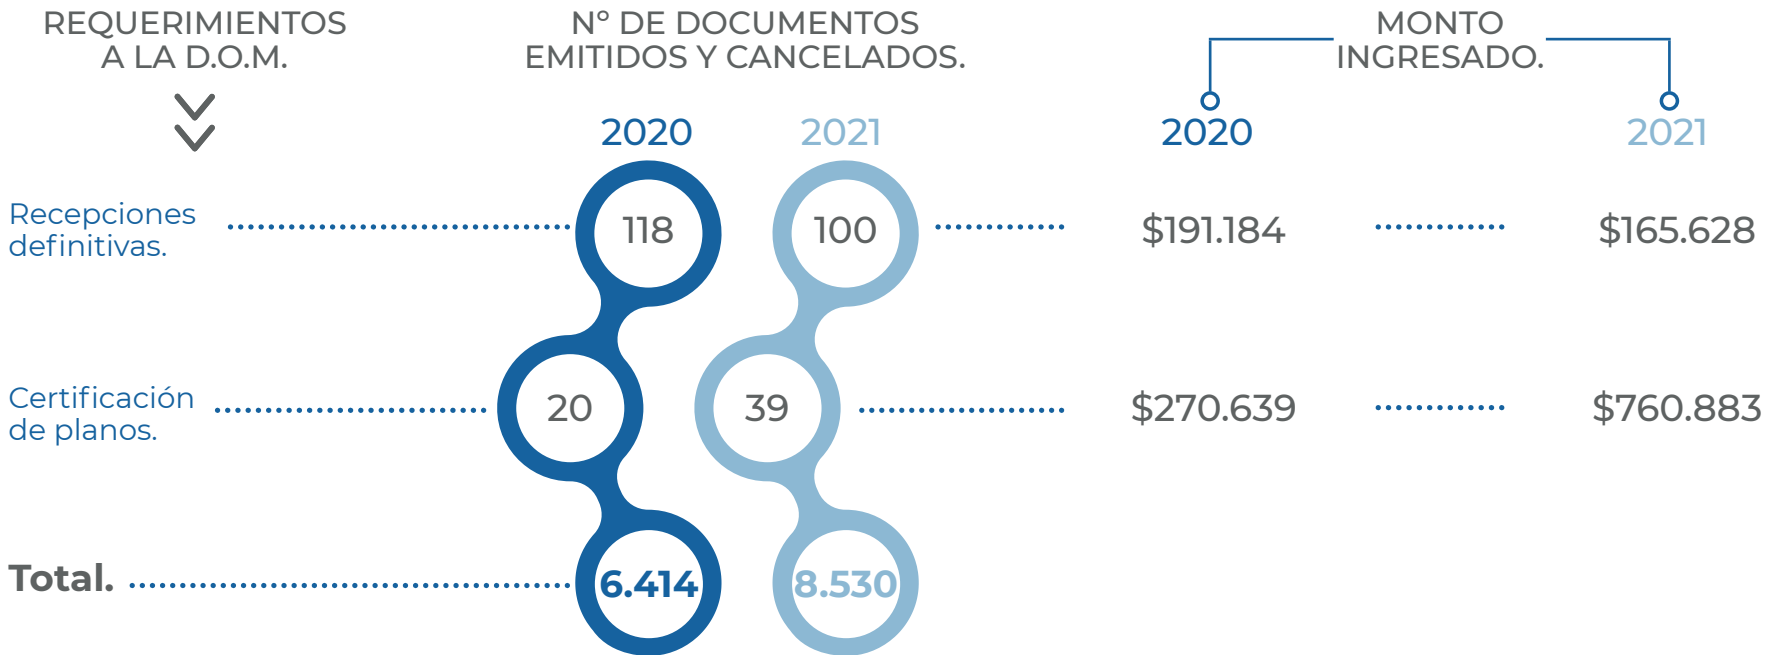 REQUERIMIENTOS
A LA D.O.M.
Nº DE DOCUMENTOS
EMITIDOS Y CANCELADOS.
MONTO
INGRESADO.
2020
2021
2020
2021
Recepciones
definitivas.
118
100
$191.184
$165.628
Certificación
de planos.
20
39
$270.639
$760.883
Total.
6.414
8.530